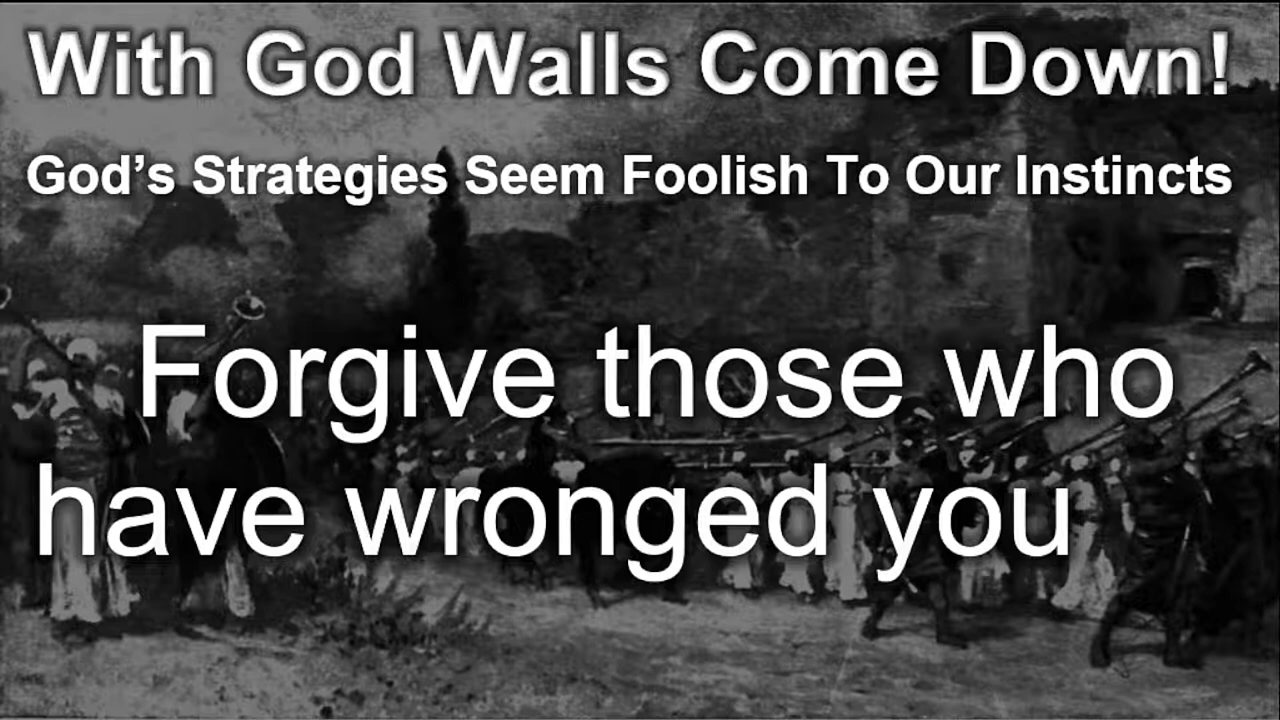 With God Walls Come Down!
God’s Strategies Seem Foolish To Our Instincts
Forgive those who
have wronged you